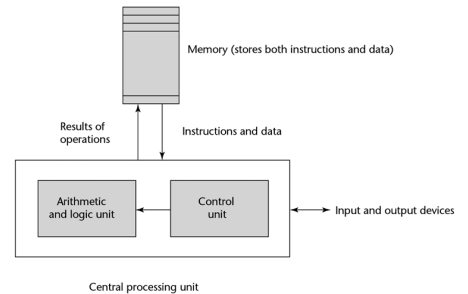 Memory (stores both instructions and data)
Results of
operations
Instructions and data
Arithmetic
and logic unit
Control
unit
Input and output devices
Central processing unit